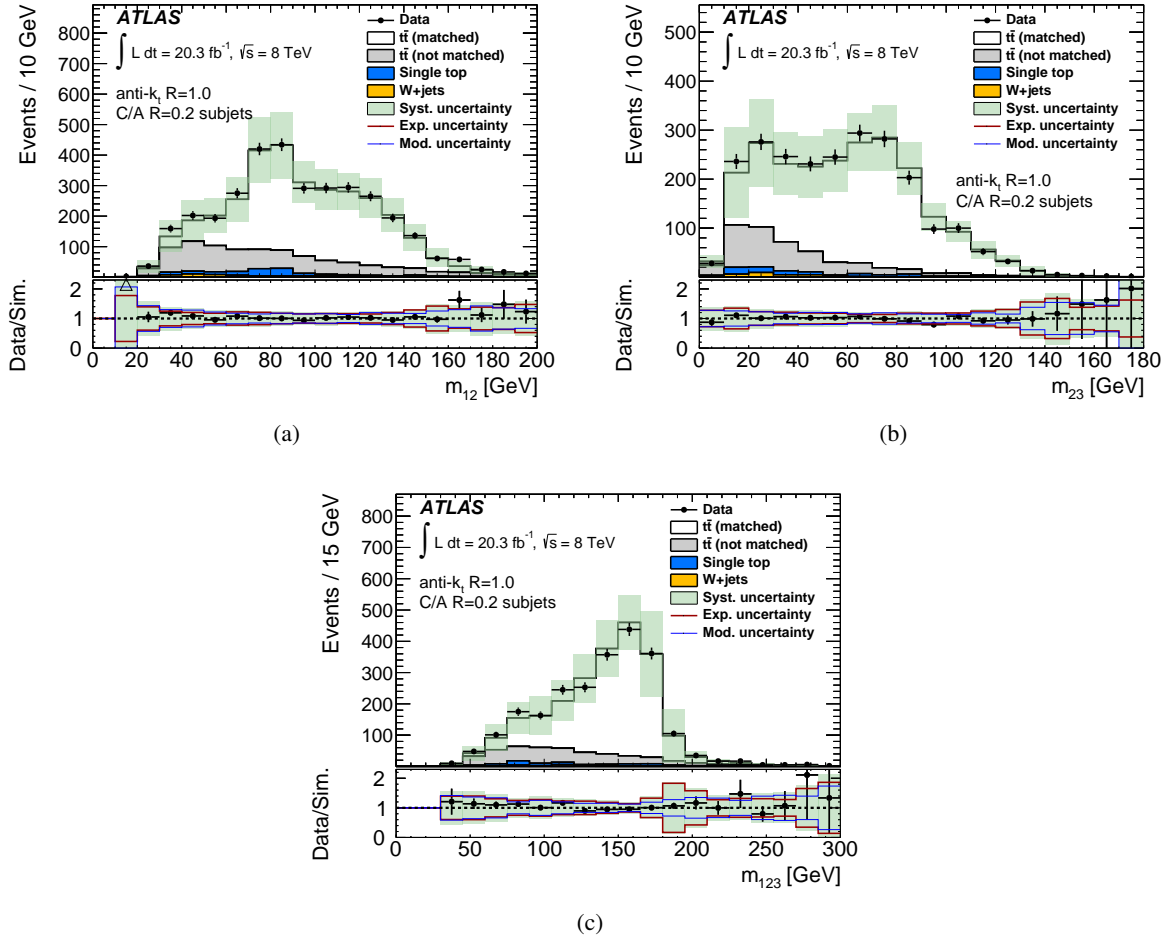 ATLAS
∫ L dt = 20.3 fb⁻¹, √s = 8 TeV
anti-kₜ R=1.0
C/A R=0.2 subjets
Data
tt̄ (matched)
tt̄ (not matched)
Single top
W+jets
Syst. uncertainty
Exp. uncertainty
Mod. uncertainty
Events / 10 GeV
800
700
600
500
400
300
200
100
Data/Sim.
2
1
0
0 20 40 60 80 100 120 140 160 180 200
m₁₂ [GeV]
(a)
ATLAS
∫ L dt = 20.3 fb⁻¹, √s = 8 TeV
Data
tt̄ (matched)
tt̄ (not matched)
Single top
W+jets
Syst. uncertainty
Exp. uncertainty
Mod. uncertainty
anti-kₜ R=1.0
C/A R=0.2 subjets
Events / 10 GeV
500
400
300
200
100
Data/Sim.
2
1
0
0 20 40 60 80 100 120 140 160 180
m₂₃ [GeV]
(b)
ATLAS
∫ L dt = 20.3 fb⁻¹, √s = 8 TeV
anti-kₜ R=1.0
C/A R=0.2 subjets
Data
tt̄ (matched)
tt̄ (not matched)
Single top
W+jets
Syst. uncertainty
Exp. uncertainty
Mod. uncertainty
Events / 15 GeV
800
700
600
500
400
300
200
100
Data/Sim.
2
1
0
0 50 100 150 200 250 300
m₁₂₃ [GeV]
(c)